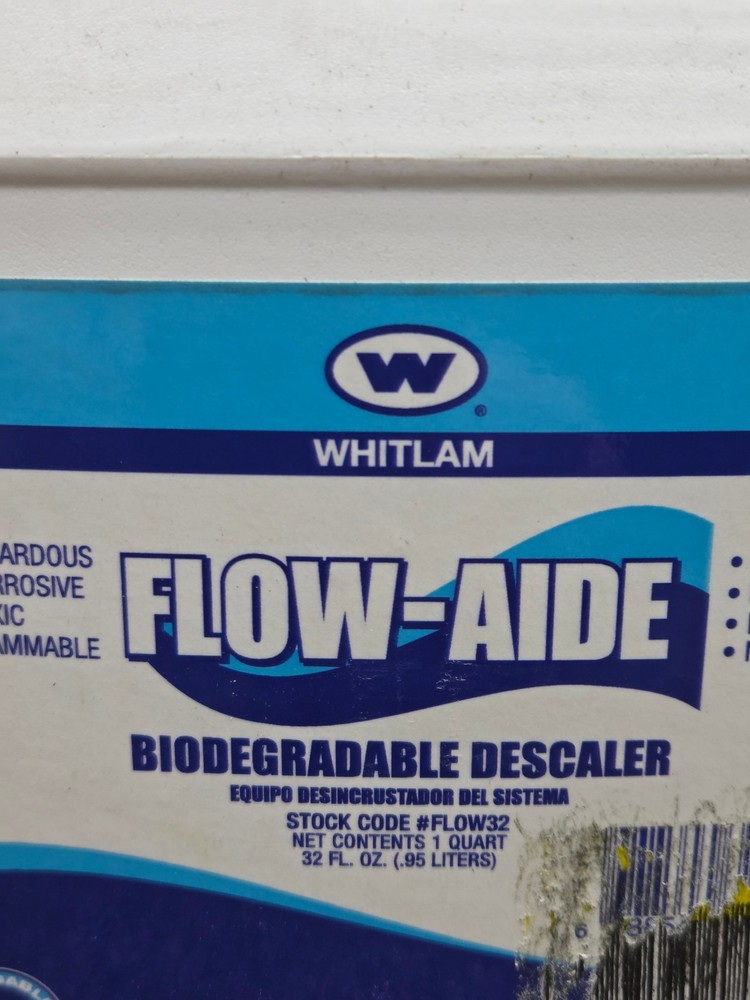 W
®
WHITLAM
ARDOUS
RROSIVE
XIC
AMMABLE
FLOW-AIDE
BIODEGRADABLE DESCALER
EQUIPO DESINCRUSTADOR DEL SISTEMA
STOCK CODE #FLOW32
NET CONTENTS 1 QUART
32 FL. OZ. (.95 LITERS)
6